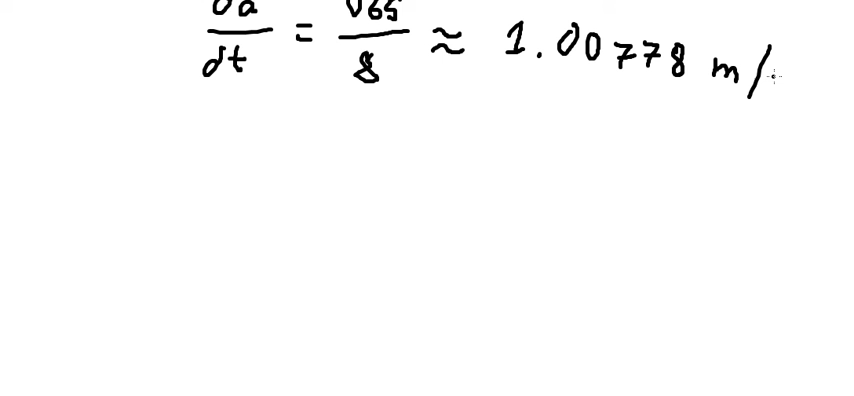 da/dt = √65/8 ≈ 1.00778 m/